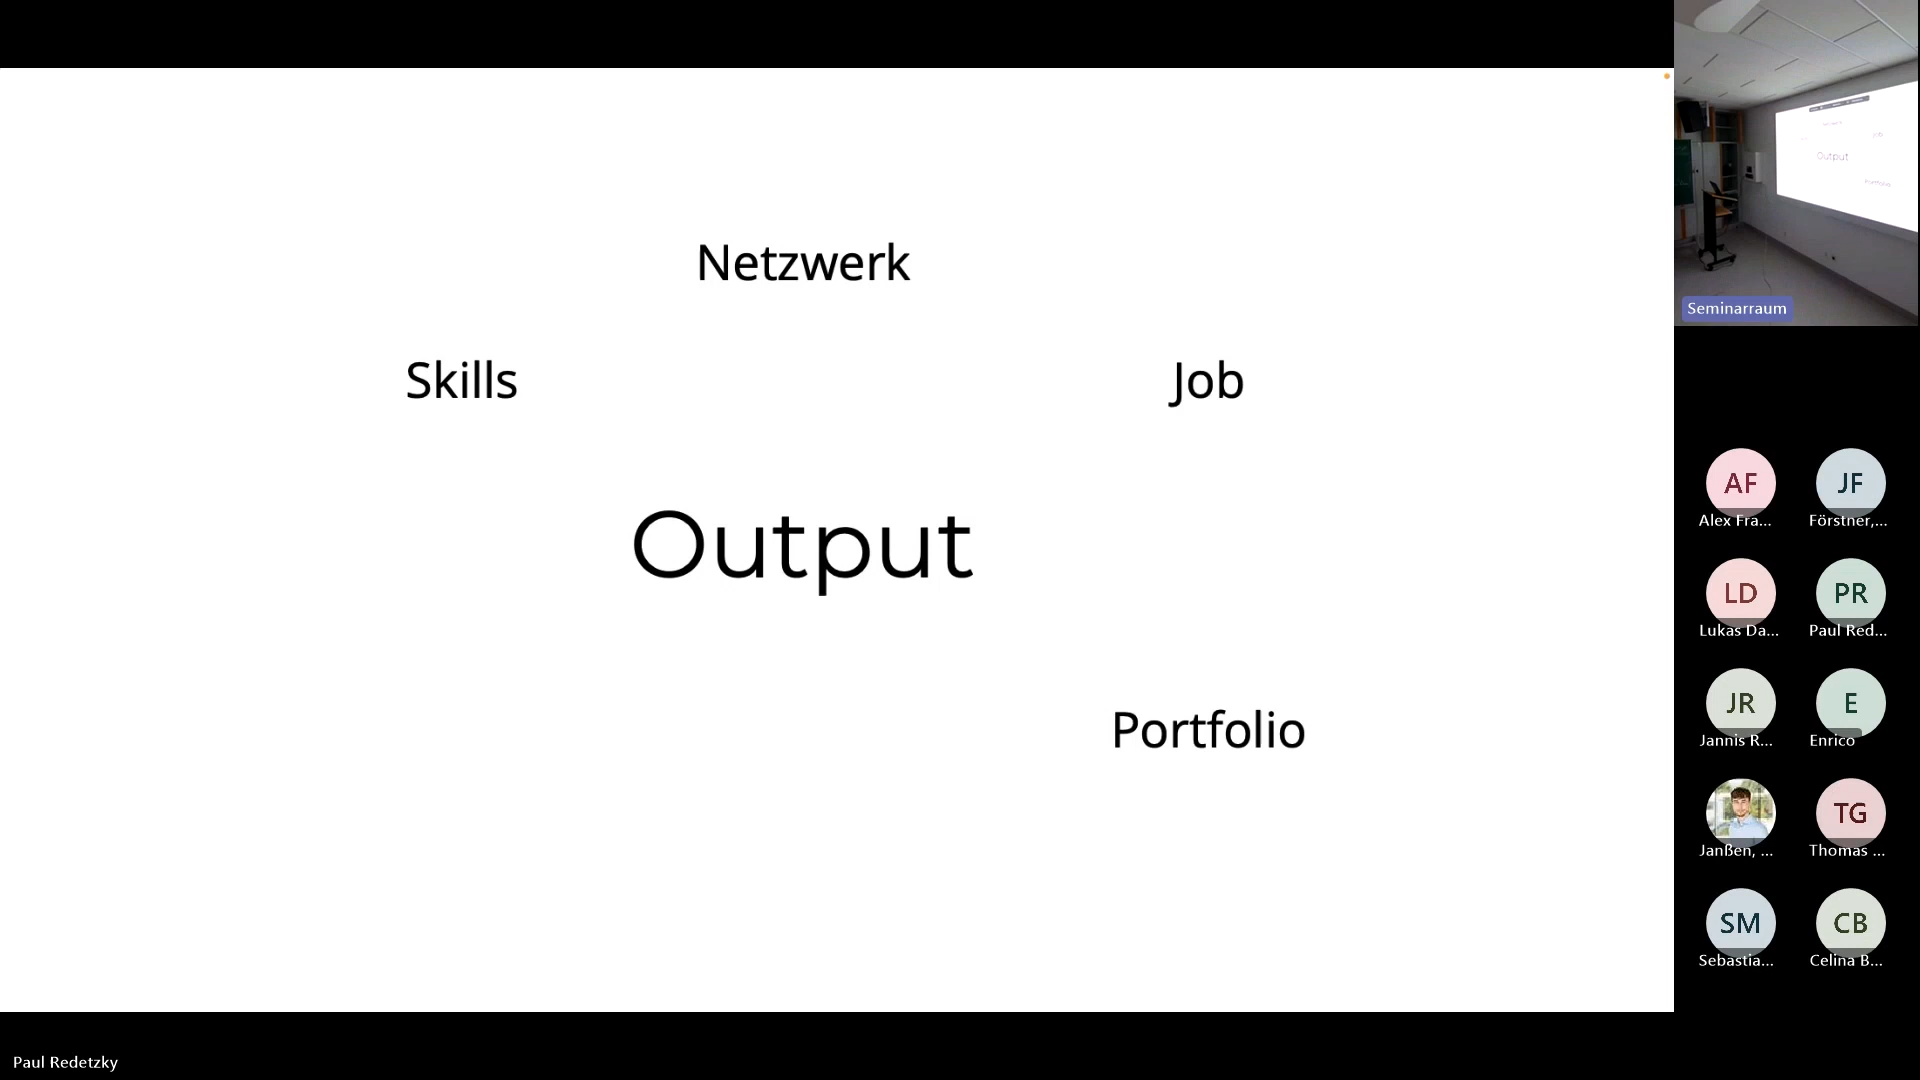 Netzwerk
Skills
Job
Output
Portfolio
Output
Seminarraum
AF
JF
Alex Fra...
Förstner,...
LD
PR
Lukas Da...
Paul Red...
JR
E
Jannis R...
Enrico
TG
Janßen, ...
Thomas ...
SM
CB
Sebastia...
Celina B...
Paul Redetzky